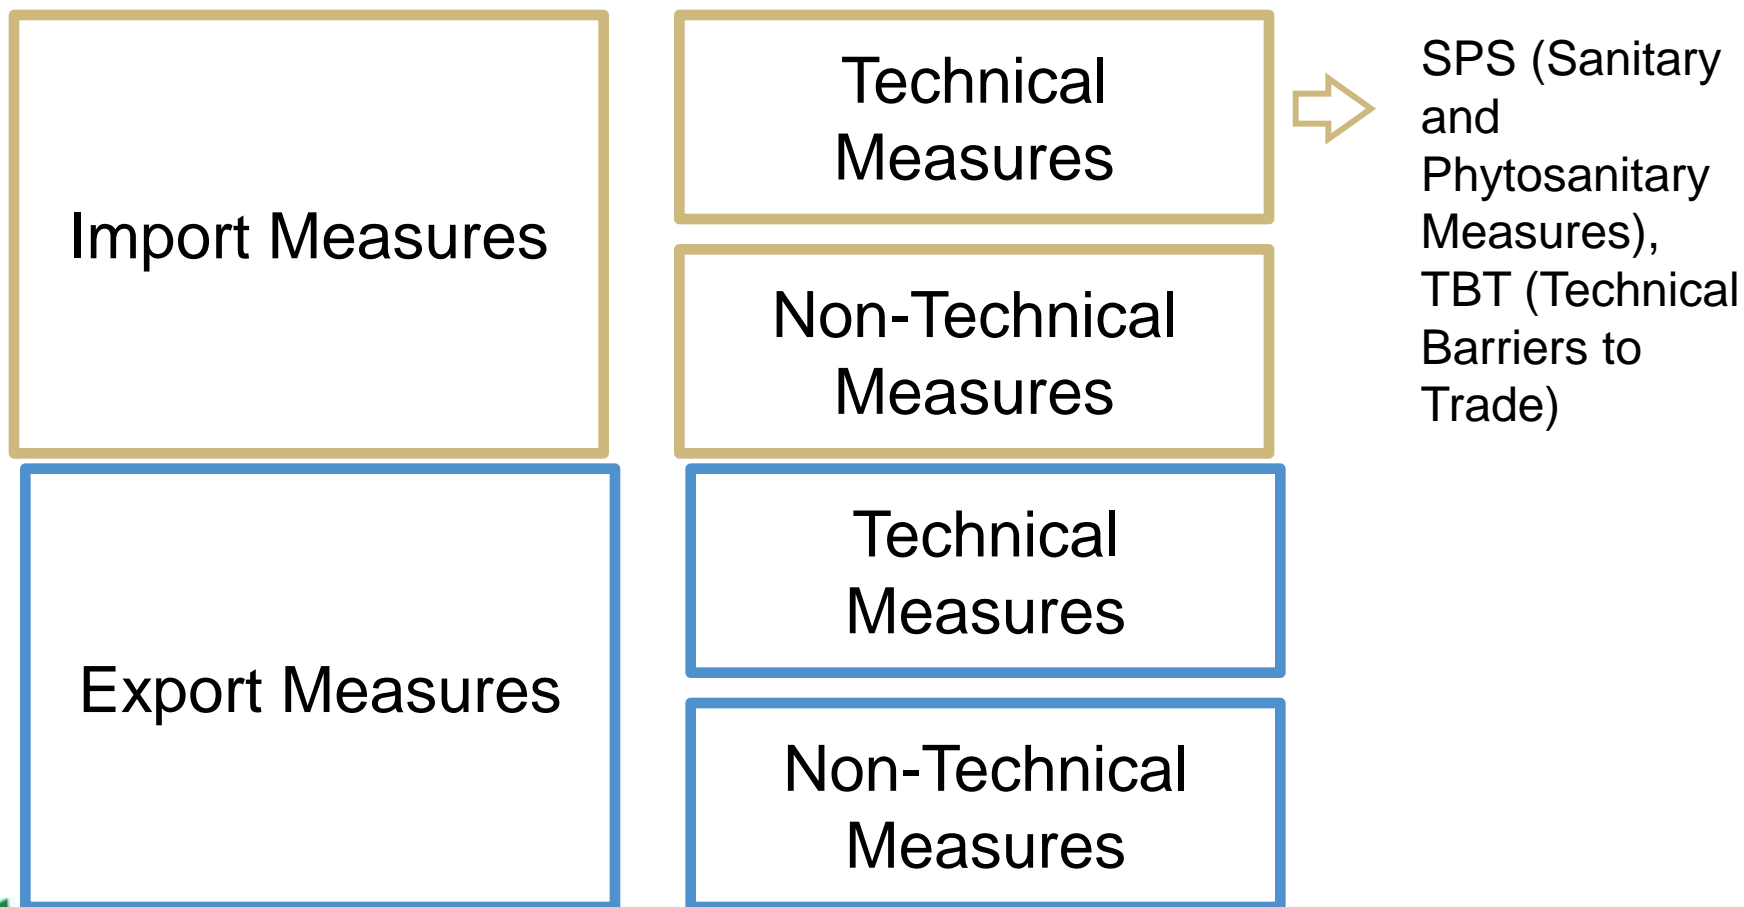 Import Measures
Technical
Measures
SPS (Sanitary
and
Phytosanitary
Measures),
TBT (Technical
Barriers to
Trade)
Non-Technical
Measures
Export Measures
Technical
Measures
Non-Technical
Measures